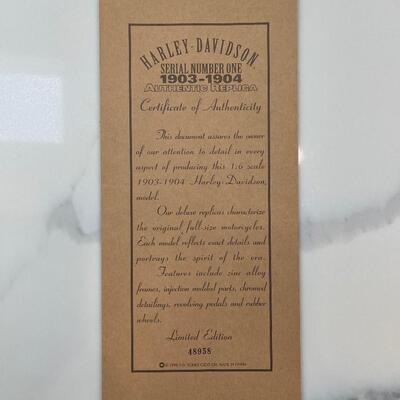 HARLEY-DAVIDSON
SERIAL NUMBER ONE
1903-1904
AUTHENTIC REPLICA
Certificate of Authenticity
This document assures the owner
of our attention to detail in every
aspect of producing this 1:6 scale
1903-1904 Harley-Davidson
model.
Our deluxe replicas characterize
the original full-size motorcycles.
Each model reflects exact details and
portrays the spirit of the era.
Features include zinc alloy
frames, injection molded parts, chromed
detailings, revolving pedals and rubber
wheels.
Limited Edition
48958
MADE IN CHINA